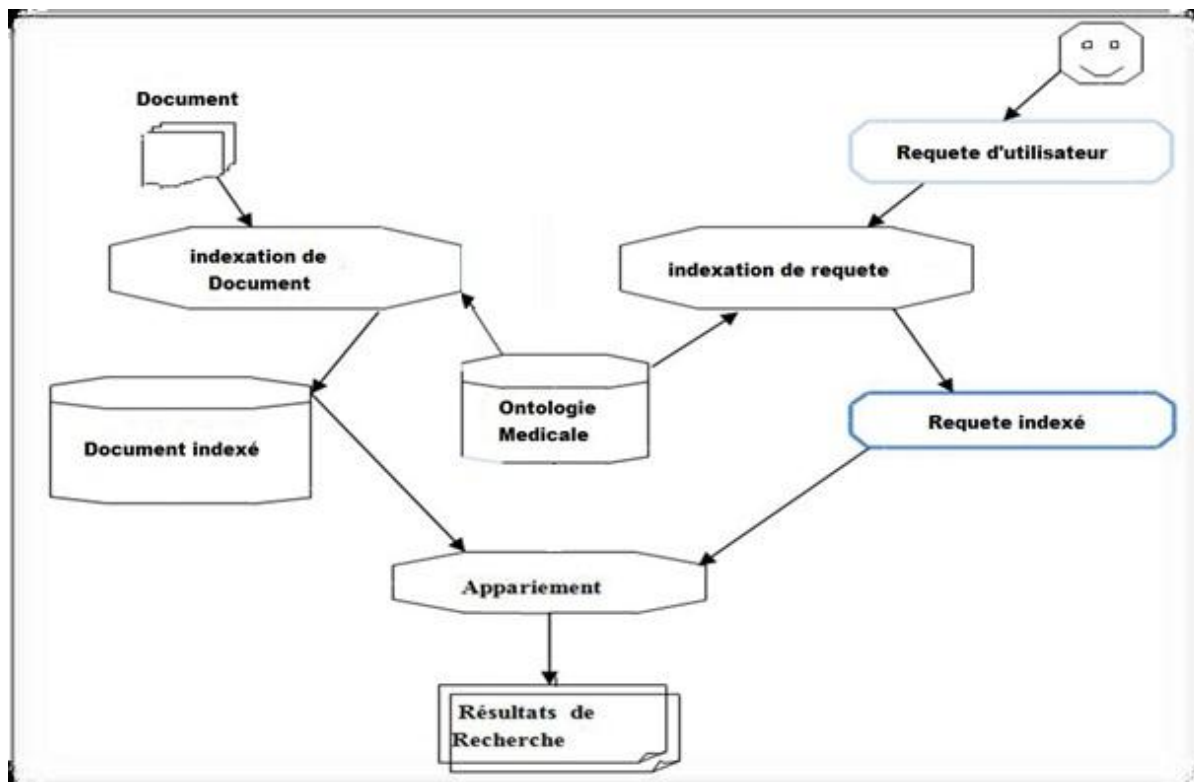 Document
Requete d'utilisateur
indexation de
Document
indexation de requete
Ontologie
Medicale
Document indexé
Requete indexé
Appariement
Résultats de
Recherche